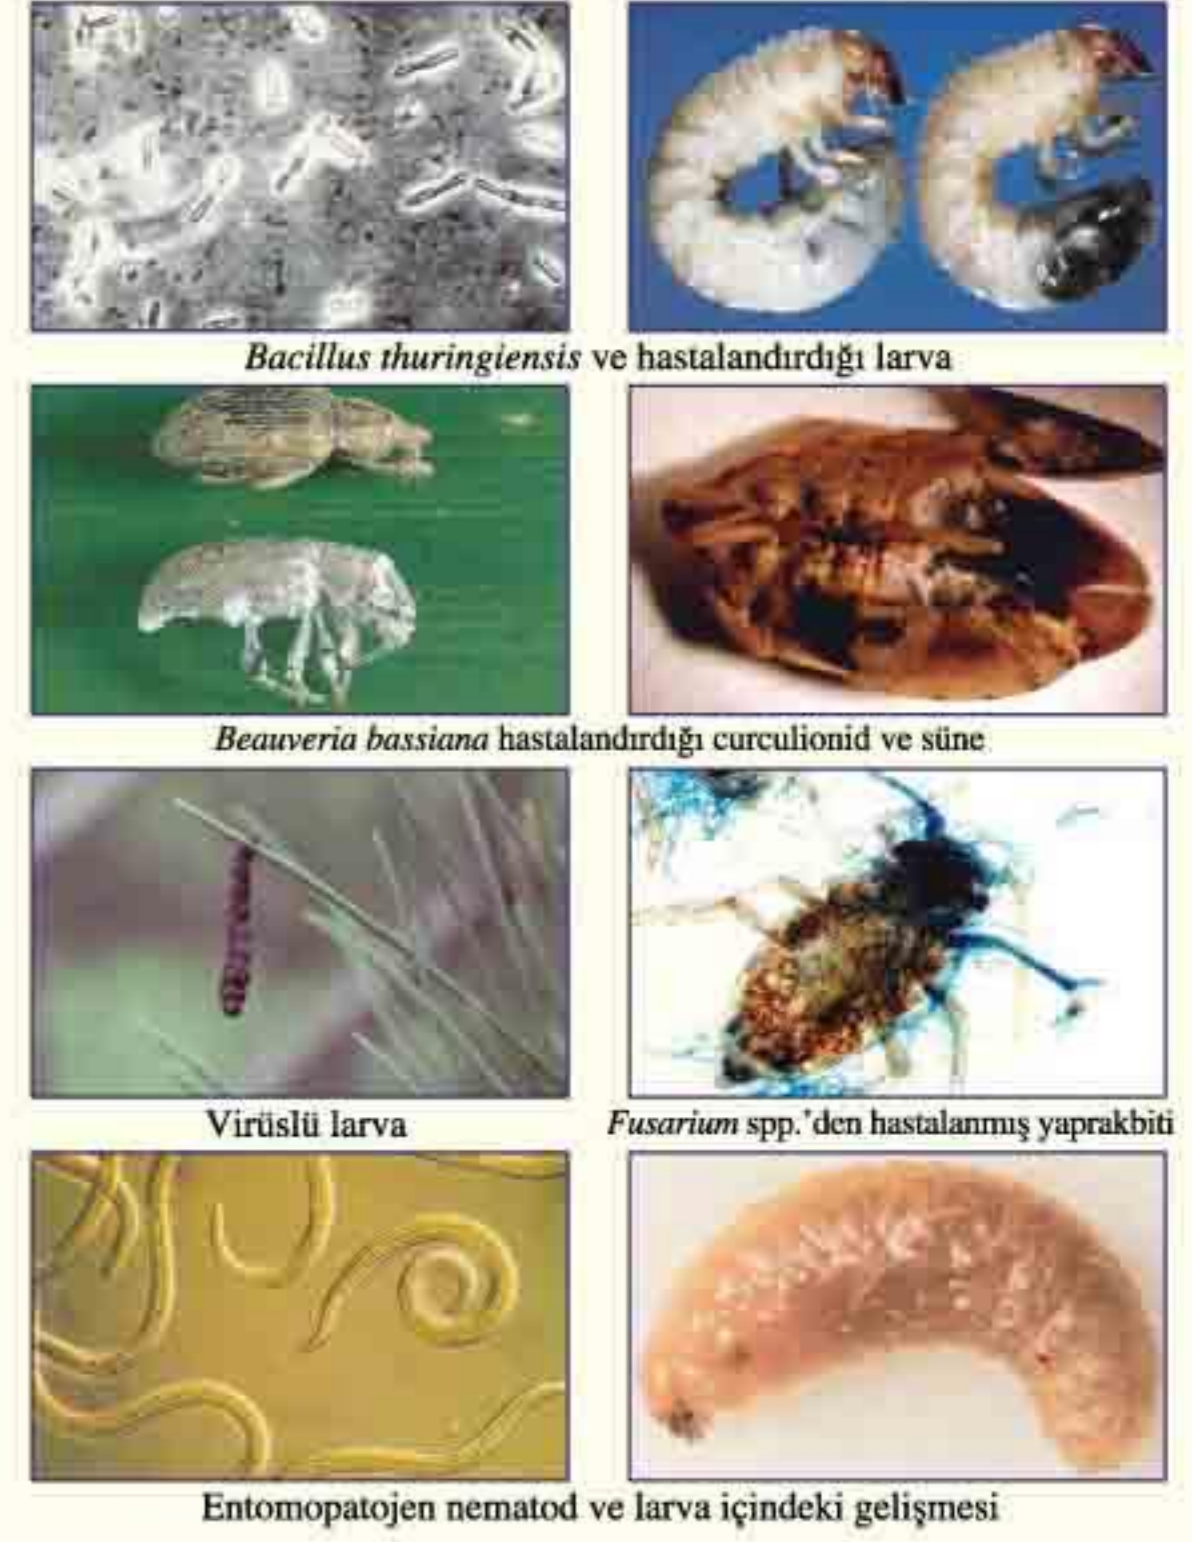 Bacillus thuringiensis ve hastalandırdığı larva
Beauveria bassiana hastalandırdığı curculionid ve süne
Virüslü larva
Fusarium spp.'den hastalanmış yaprakbiti
Entomopatojen nematod ve larva içindeki gelişmesi